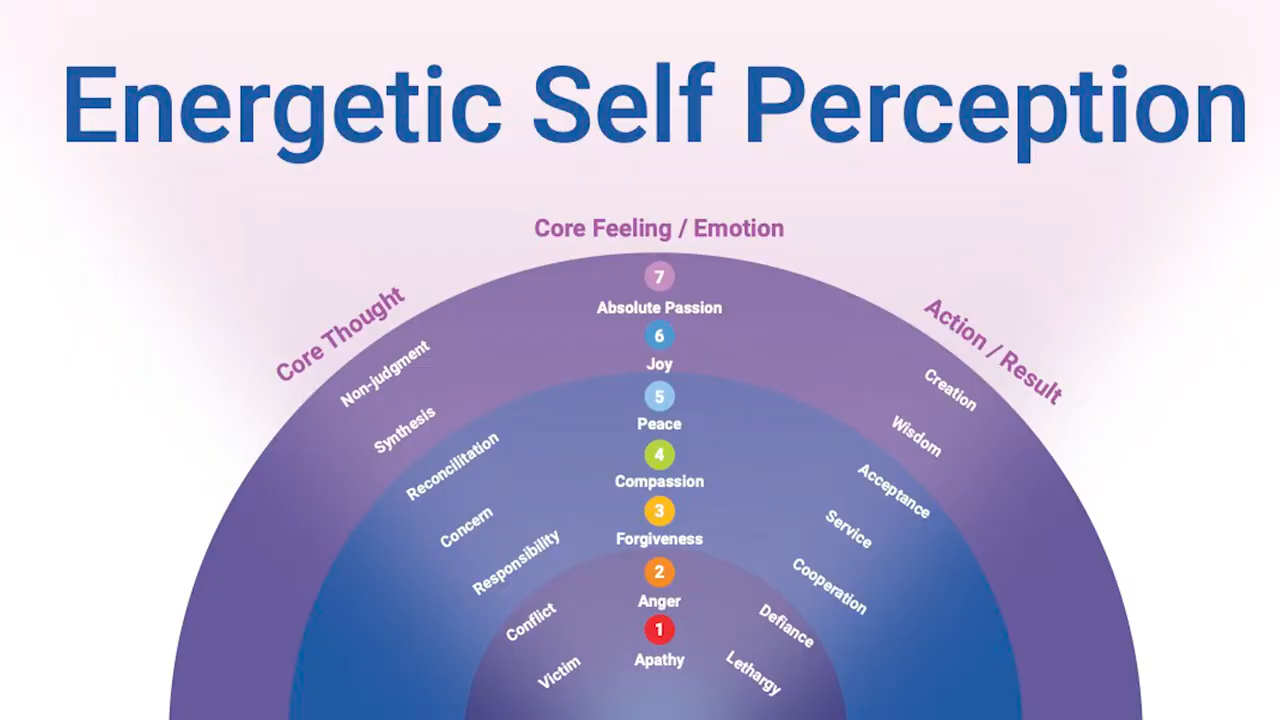 Energetic Self Perception
Core Feeling / Emotion
Core Thought
Action / Result
7
Absolute Passion
Non-judgment
Creation
6
Joy
Synthesis
Wisdom
5
Peace
Reconcilitation
Acceptance
4
Compassion
Concern
Service
3
Forgiveness
Responsibility
Cooperation
2
Anger
Conflict
Defiance
1
Apathy
Victim
Lethargy